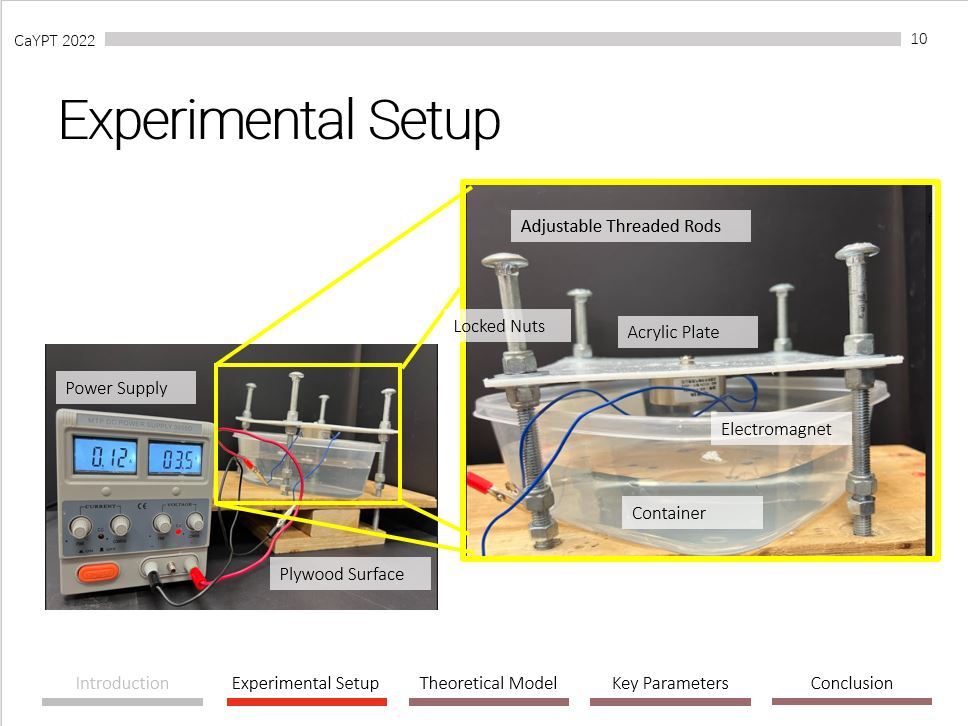 CaYPT 2022
10
Experimental Setup
Adjustable Threaded Rods
Locked Nuts
Acrylic Plate
Power Supply
Electromagnet
MTP DC POWER SUPPLY 3005D
0.12
03.5
CURRENT
CE
VOLTAGE
Container
Plywood Surface
Introduction
Experimental Setup
Theoretical Model
Key Parameters
Conclusion